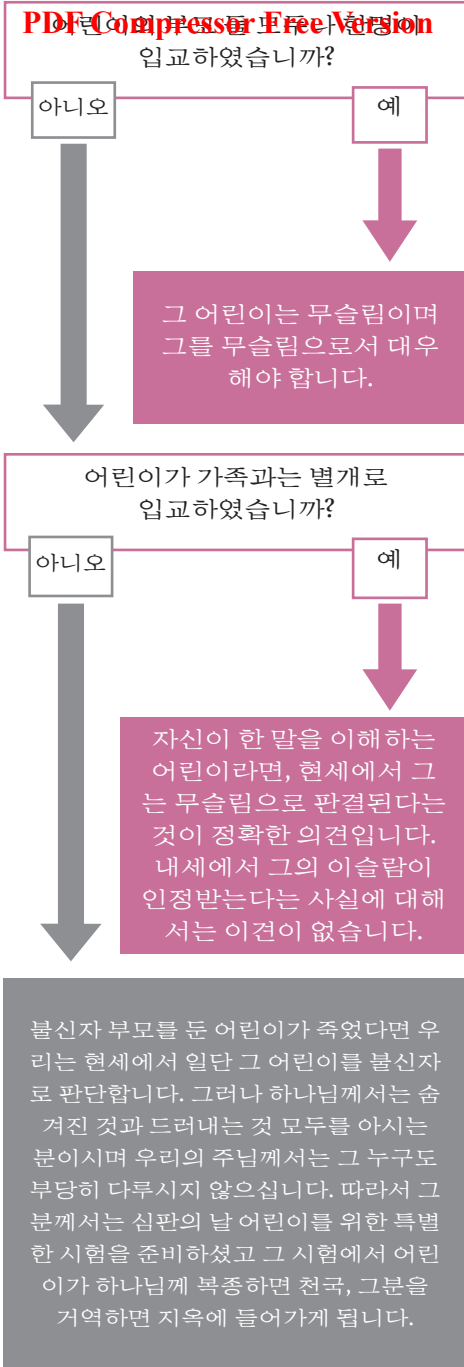 PDF Compressor Free Version
어린이의 부모 둘 모두나 한명이
입교하였습니까?
아니오
예
그 어린이는 무슬림이며
그를 무슬림으로서 대우
해야 합니다.
어린이가 가족과는 별개로
입교하였습니까?
아니오
예
자신이 한 말을 이해하는
어린이라면, 현세에서 그
는 무슬림으로 판결된다는
것이 정확한 의견입니다.
내세에서 그의 이슬람이
인정받는다는 사실에 대해
서는 이견이 없습니다.
불신자 부모를 둔 어린이가 죽었다면 우
리는 현세에서 일단 그 어린이를 불신자
로 판단합니다. 그러나 하나님께서는 숨
겨진 것과 드러내는 것 모두를 아시는
분이시며 우리의 주님께서는 그 누구도
부당히 다루시지 않으십니다. 따라서 그
분께서는 심판의 날 어린이를 위한 특별
한 시험을 준비하셨고 그 시험에서 어린
이가 하나님께 복종하면 천국, 그분을
거역하면 지옥에 들어가게 됩니다.